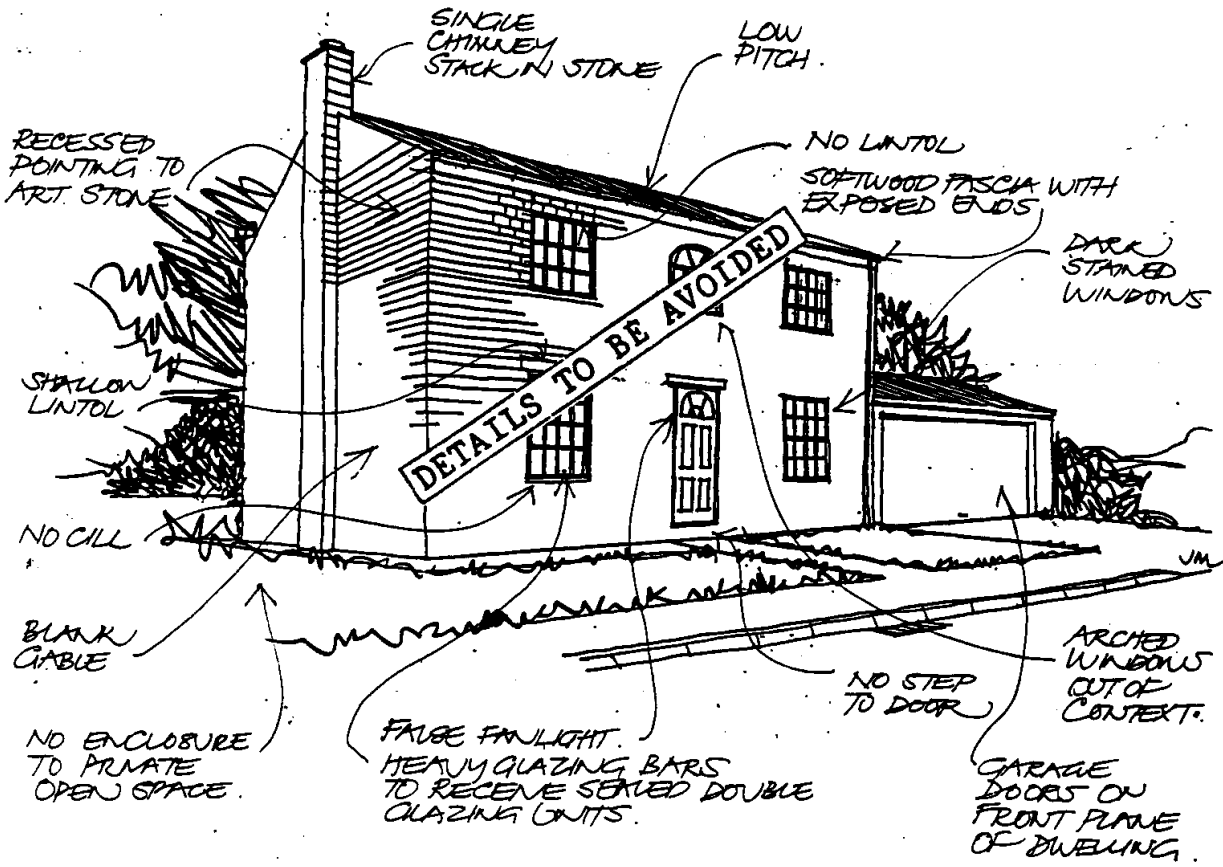 SINGLE
CHIMNEY
STACK IN STONE
LOW
PITCH.
RECESSED
POINTING TO
ART. STONE
NO LINTOL
SOFTWOOD FASCIA WITH
EXPOSED ENDS
DARK
STAINED
WINDOWS
DETAILS TO BE AVOIDED
SHALLOW
LINTOL
NO CILL
JM
BLANK
GABLE
ARCHED
WINDOWS
OUT OF
CONTEXT.
NO STEP
TO DOOR
NO ENCLOSURE
TO PRIVATE
OPEN SPACE.
FALSE FANLIGHT.
HEAVY GLAZING BARS
TO RECEIVE SEALED DOUBLE
GLAZING UNITS.
GARAGE
DOORS ON
FRONT PLANE
OF DWELLING.